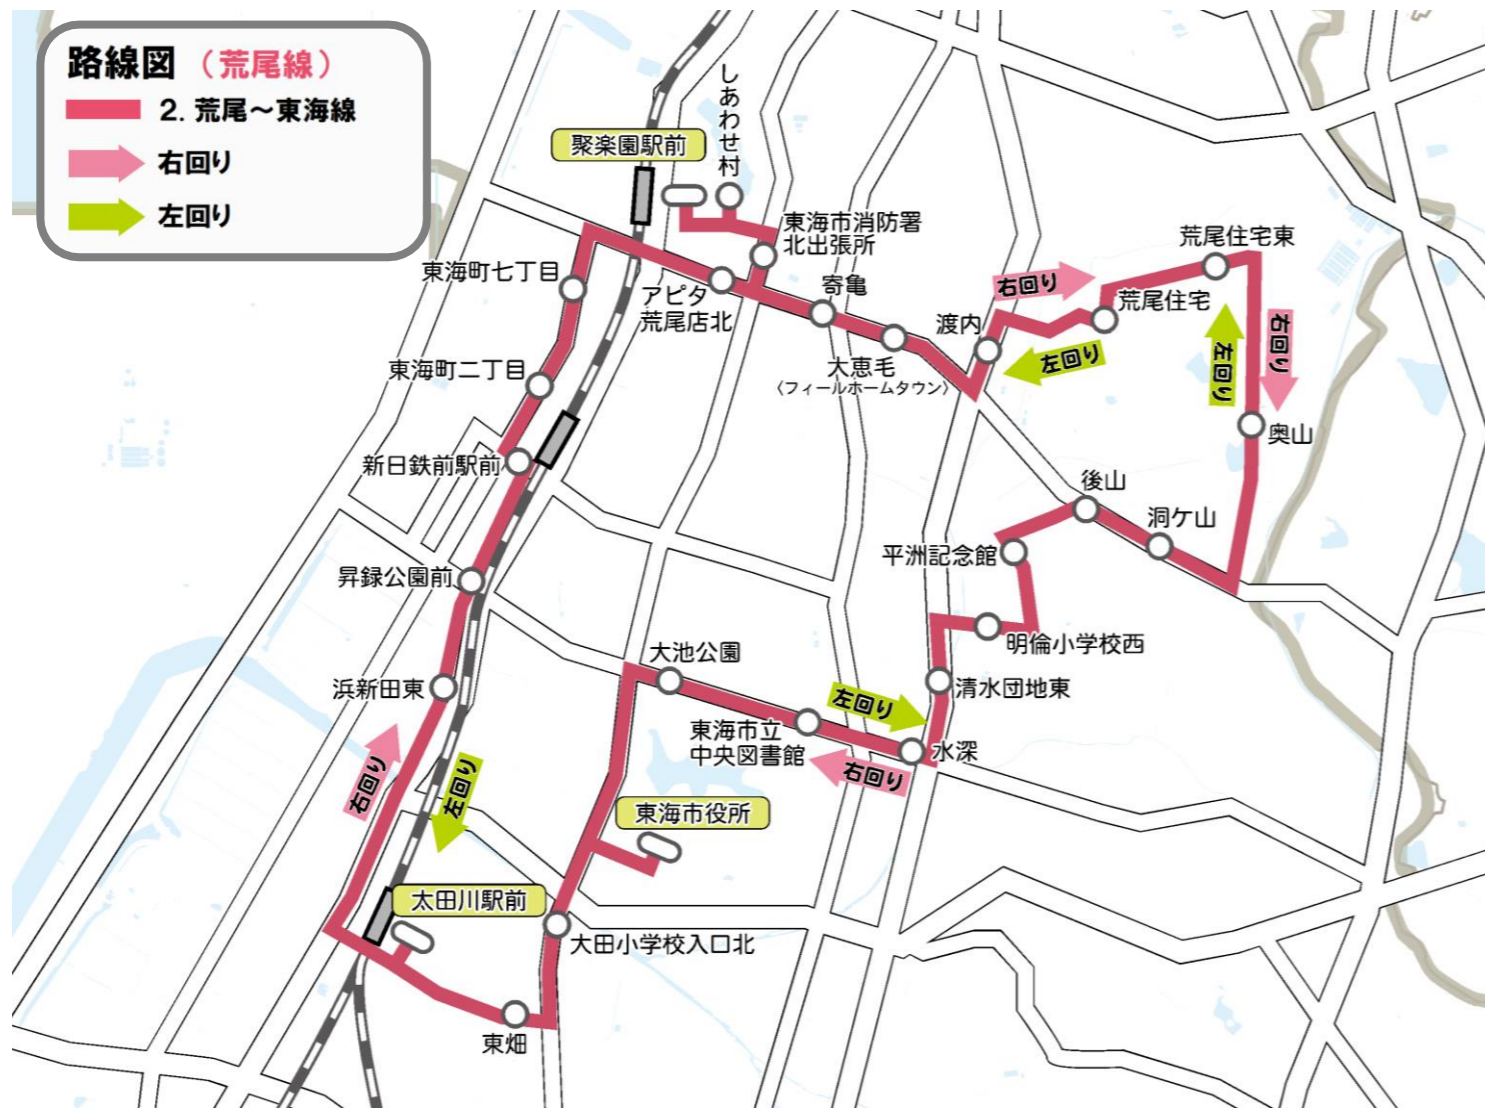 路線図（荒尾線）
2. 荒尾～東海線
右回り
左回り
しあわせ村
聚楽園駅前
東海市消防署
北出張所
荒尾住宅東
東海町七丁目
アピタ
荒尾店北
寄亀
右回り
荒尾住宅
渡内
左回り
右回り
左回り
大恵毛
〈フィールホームタウン〉
東海町二丁目
奥山
新日鉄前駅前
後山
洞ケ山
平洲記念館
昇録公園前
明倫小学校西
大池公園
清水団地東
浜新田東
左回り
東海市立
中央図書館
水深
右回り
右回り
左回り
東海市役所
太田川駅前
大田小学校入口北
東畑